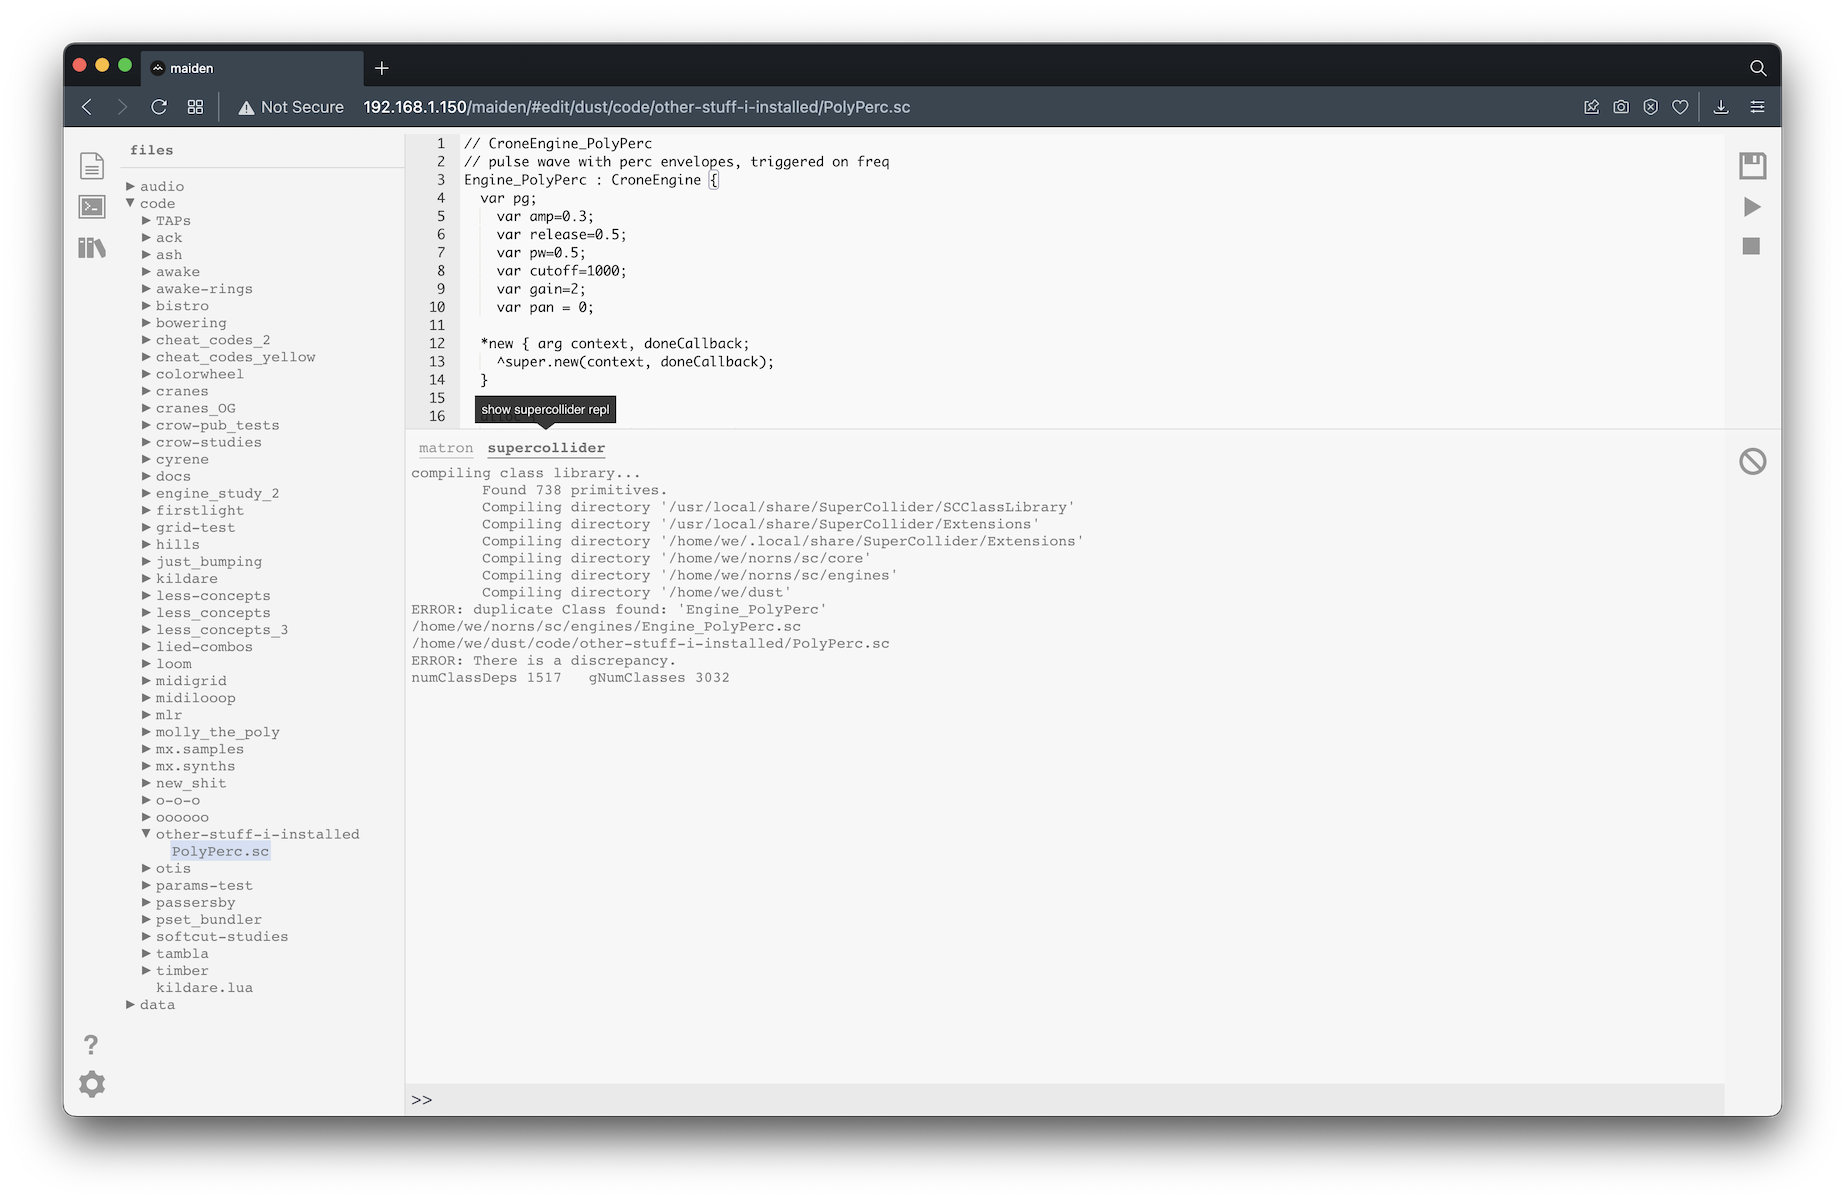 maiden
Not Secure 192.168.1.150/maiden/#edit/dust/code/other-stuff-i-installed/PolyPerc.sc
files
audio
code
TAPs
ack
ash
awake
awake-rings
bistro
bowering
cheat_codes_2
cheat_codes_yellow
colorwheel
cranes
cranes_OG
crow-pub_tests
crow-studies
cyrene
docs
engine_study_2
firstlight
grid-test
hills
just_bumping
kildare
less-concepts
less_concepts
less_concepts_3
lied-combos
loom
midigrid
midilooop
mlr
molly_the_poly
mx.samples
mx.synths
new_shit
o-o-o
oooooo
other-stuff-i-installed
PolyPerc.sc
otis
params-test
passersby
pset_bundler
softcut-studies
tambla
timber
kildare.lua
data
?
1 // CroneEngine_PolyPerc
2 // pulse wave with perc envelopes, triggered on freq
3 Engine_PolyPerc : CroneEngine {
4 var pg;
5 var amp=0.3;
6 var release=0.5;
7 var pw=0.5;
8 var cutoff=1000;
9 var gain=2;
10 var pan = 0;
11
12 *new { arg context, doneCallback;
13 ^super.new(context, doneCallback);
14 }
15
16
show supercollider repl
matron supercollider
compiling class library...
Found 738 primitives.
Compiling directory '/usr/local/share/SuperCollider/SCClassLibrary'
Compiling directory '/usr/local/share/SuperCollider/Extensions'
Compiling directory '/home/we/.local/share/SuperCollider/Extensions'
Compiling directory '/home/we/norns/sc/core'
Compiling directory '/home/we/norns/sc/engines'
Compiling directory '/home/we/dust'
ERROR: duplicate Class found: 'Engine_PolyPerc'
/home/we/norns/sc/engines/Engine_PolyPerc.sc
/home/we/dust/code/other-stuff-i-installed/PolyPerc.sc
ERROR: There is a discrepancy.
numClassDeps 1517 gNumClasses 3032
>>